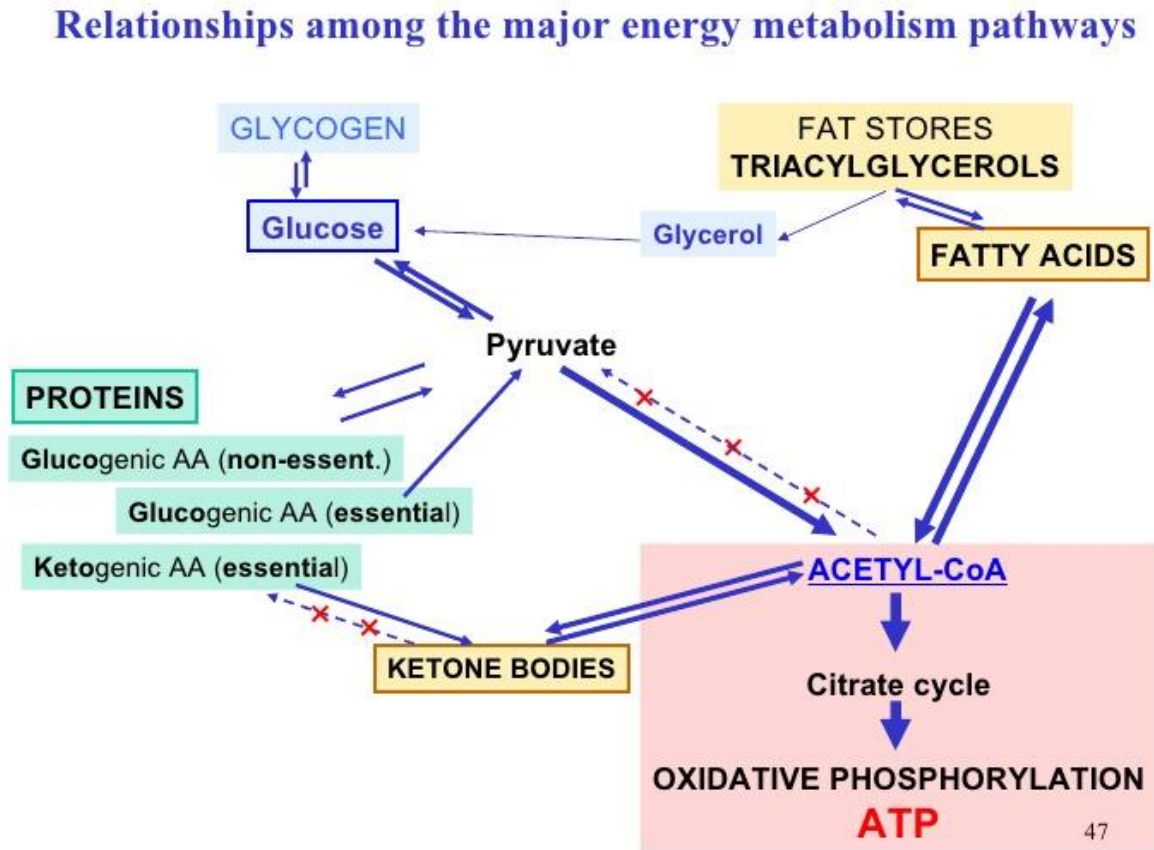 Relationships among the major energy metabolism pathways
GLYCOGEN
FAT STORES
TRIACYLGLYCEROLS
Glucose
Glycerol
FATTY ACIDS
Pyruvate
PROTEINS
Glucogenic AA (non-essent.)
Glucogenic AA (essential)
Ketogenic AA (essential)
ACETYL-CoA
KETONE BODIES
Citrate cycle
OXIDATIVE PHOSPHORYLATION
ATP
47